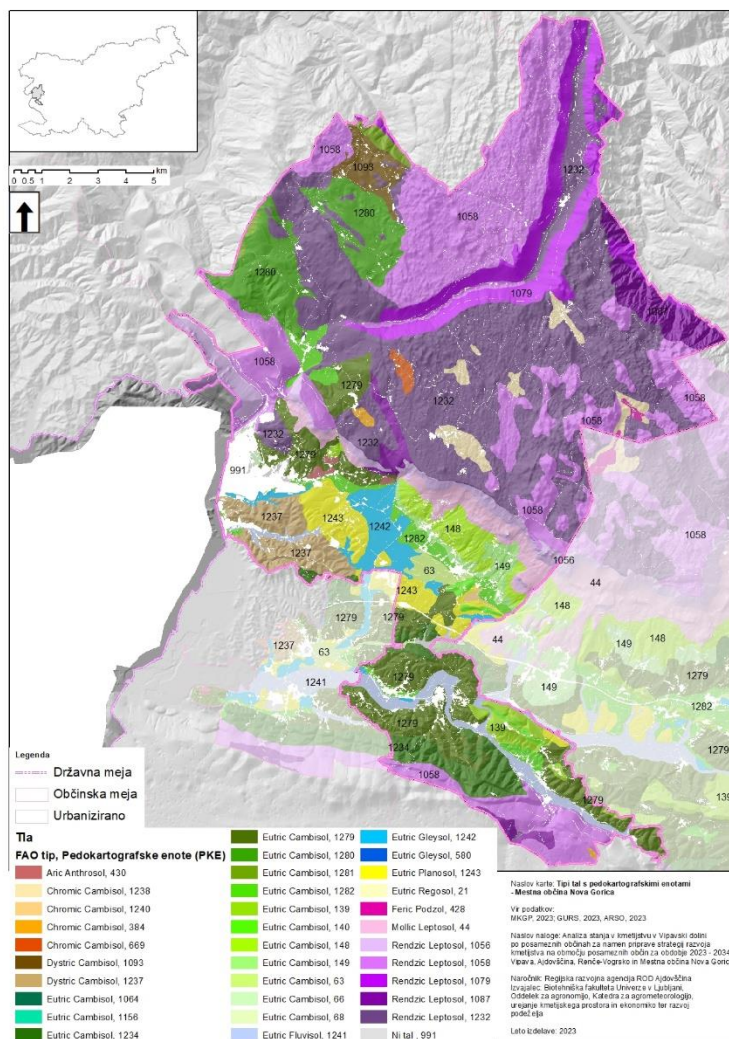 km
0 0.5 1 2 3 4 5
1058
1093
1280
1058
1232
1280
1079
1087
1058
1279
1232
1058
1058
1232
1232
1279
991
1058
1058
1237
1243
1242
148
1282
1056
1237
63
149
44
1243
148
1279
1279
44
149
148
1237
63
1279
1241
1279
149
1282
1279
139
1279
1234
1058
1279
139
Legenda
Državna meja
Občinska meja
Urbanizirano
Tla
FAO tip, Pedokartografske enote (PKE)
Aric Anthrosol, 430
Chromic Cambisol, 1238
Chromic Cambisol, 1240
Chromic Cambisol, 384
Chromic Cambisol, 669
Dystric Cambisol, 1093
Dystric Cambisol, 1237
Eutric Cambisol, 1064
Eutric Cambisol, 1156
Eutric Cambisol, 1234
Eutric Cambisol, 1279
Eutric Cambisol, 1280
Eutric Cambisol, 1281
Eutric Cambisol, 1282
Eutric Cambisol, 139
Eutric Cambisol, 140
Eutric Cambisol, 148
Eutric Cambisol, 149
Eutric Cambisol, 63
Eutric Cambisol, 66
Eutric Cambisol, 68
Eutric Fluvisol, 1241
Eutric Gleysol, 1242
Eutric Gleysol, 580
Eutric Planosol, 1243
Eutric Regosol, 21
Feric Podzol, 428
Mollic Leptosol, 44
Rendzic Leptosol, 1056
Rendzic Leptosol, 1058
Rendzic Leptosol, 1079
Rendzic Leptosol, 1087
Rendzic Leptosol, 1232
Ni tal , 991
Naslov karte: Tipi tal s pedokartografskimi enotami
- Mestna občina Nova Gorica
Vir podatkov:
MKGP, 2023; GURS, 2023, ARSO, 2023
Naslov naloge: Analiza stanja v kmetijstvu v Vipavski dolini
po posameznih občinah za namen priprave strategij razvoja
kmetijstva na območju posameznih občin za obdobje 2023 - 2034
Vipava, Ajdovščina, Renče-Vogrsko in Mestna občina Nova Goric
Naročnik: Regijska razvojna agencija ROD Ajdovščina
Izvajalec: Biotehniška fakulteta Univerze v Ljubljani,
Oddelek za agronomijo, Katedra za agrometeorologijo,
urejanje kmetijskega prostora in ekonomiko ter razvoj
podeželja
Leto izdelave: 2023